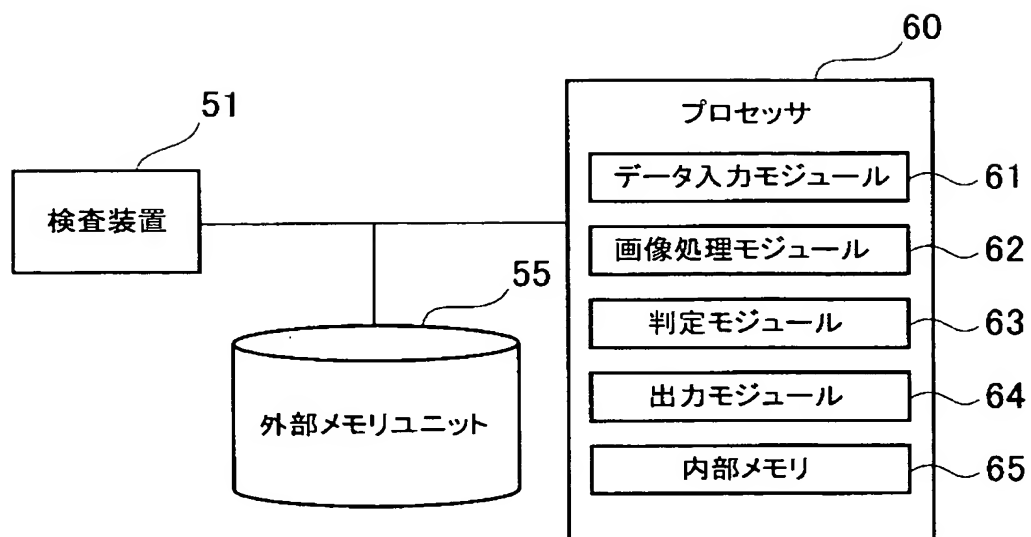 60
プロセッサ
51
検査装置
データ入力モジュール
61
画像処理モジュール
62
55
判定モジュール
63
出力モジュール
64
外部メモリユニット
内部メモリ
65